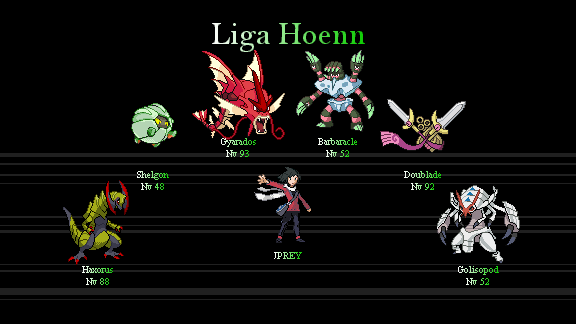 Liga Hoenn
Gyarados
Nv 93
Barbaracle
Nv 52
Shelgon
Nv 48
Doublade
Nv 92
JPREY
Haxorus
Nv 88
Golisopod
Nv 52